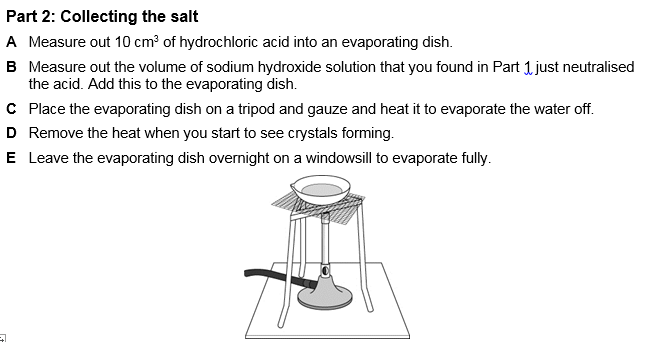 Part 2: Collecting the salt
A Measure out 10 cm³ of hydrochloric acid into an evaporating dish.
B Measure out the volume of sodium hydroxide solution that you found in Part 1 just neutralised
the acid. Add this to the evaporating dish.
C Place the evaporating dish on a tripod and gauze and heat it to evaporate the water off.
D Remove the heat when you start to see crystals forming.
E Leave the evaporating dish overnight on a windowsill to evaporate fully.